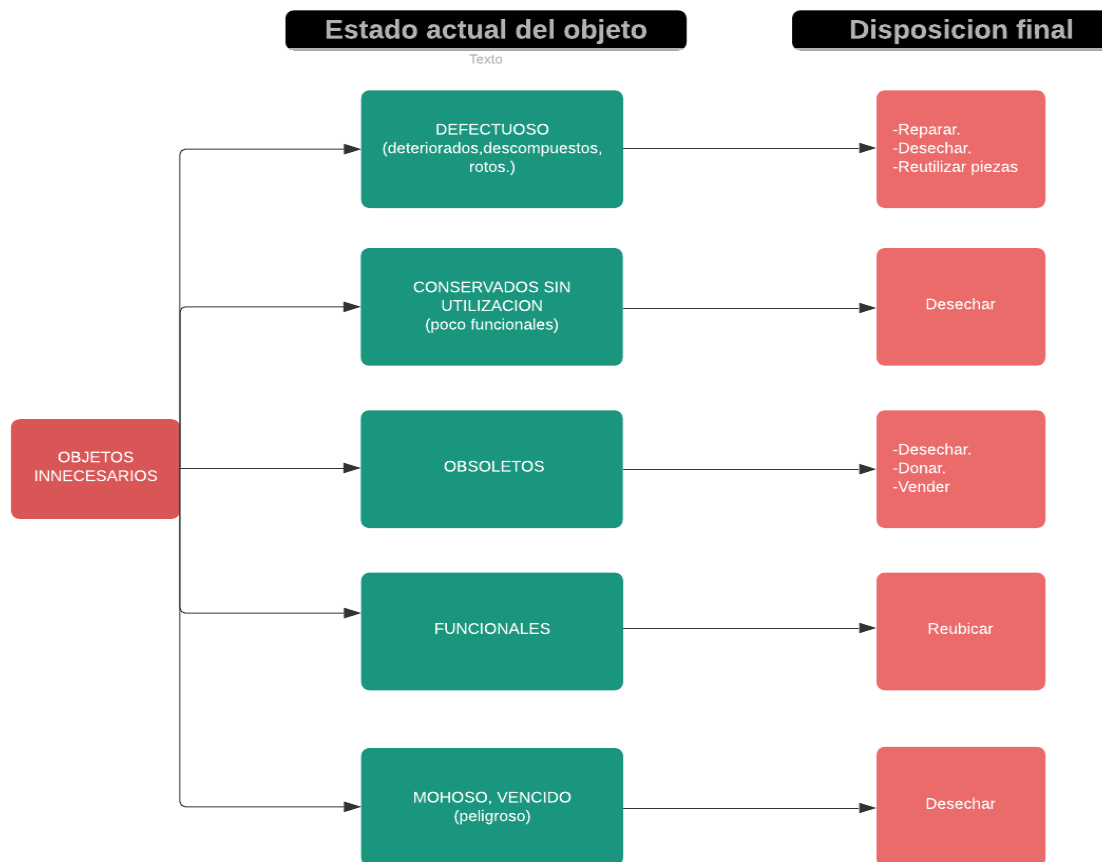 Estado actual del objeto
Disposicion final
Texto
DEFECTUOSO
(deteriorados,descompuestos,
rotos.)
-Reparar.
-Desechar.
-Reutilizar piezas
CONSERVADOS SIN
UTILIZACION
(poco funcionales)
Desechar
OBJETOS
INNECESARIOS
OBSOLETOS
-Desechar.
-Donar.
-Vender
FUNCIONALES
Reubicar
MOHOSO, VENCIDO
(peligroso)
Desechar